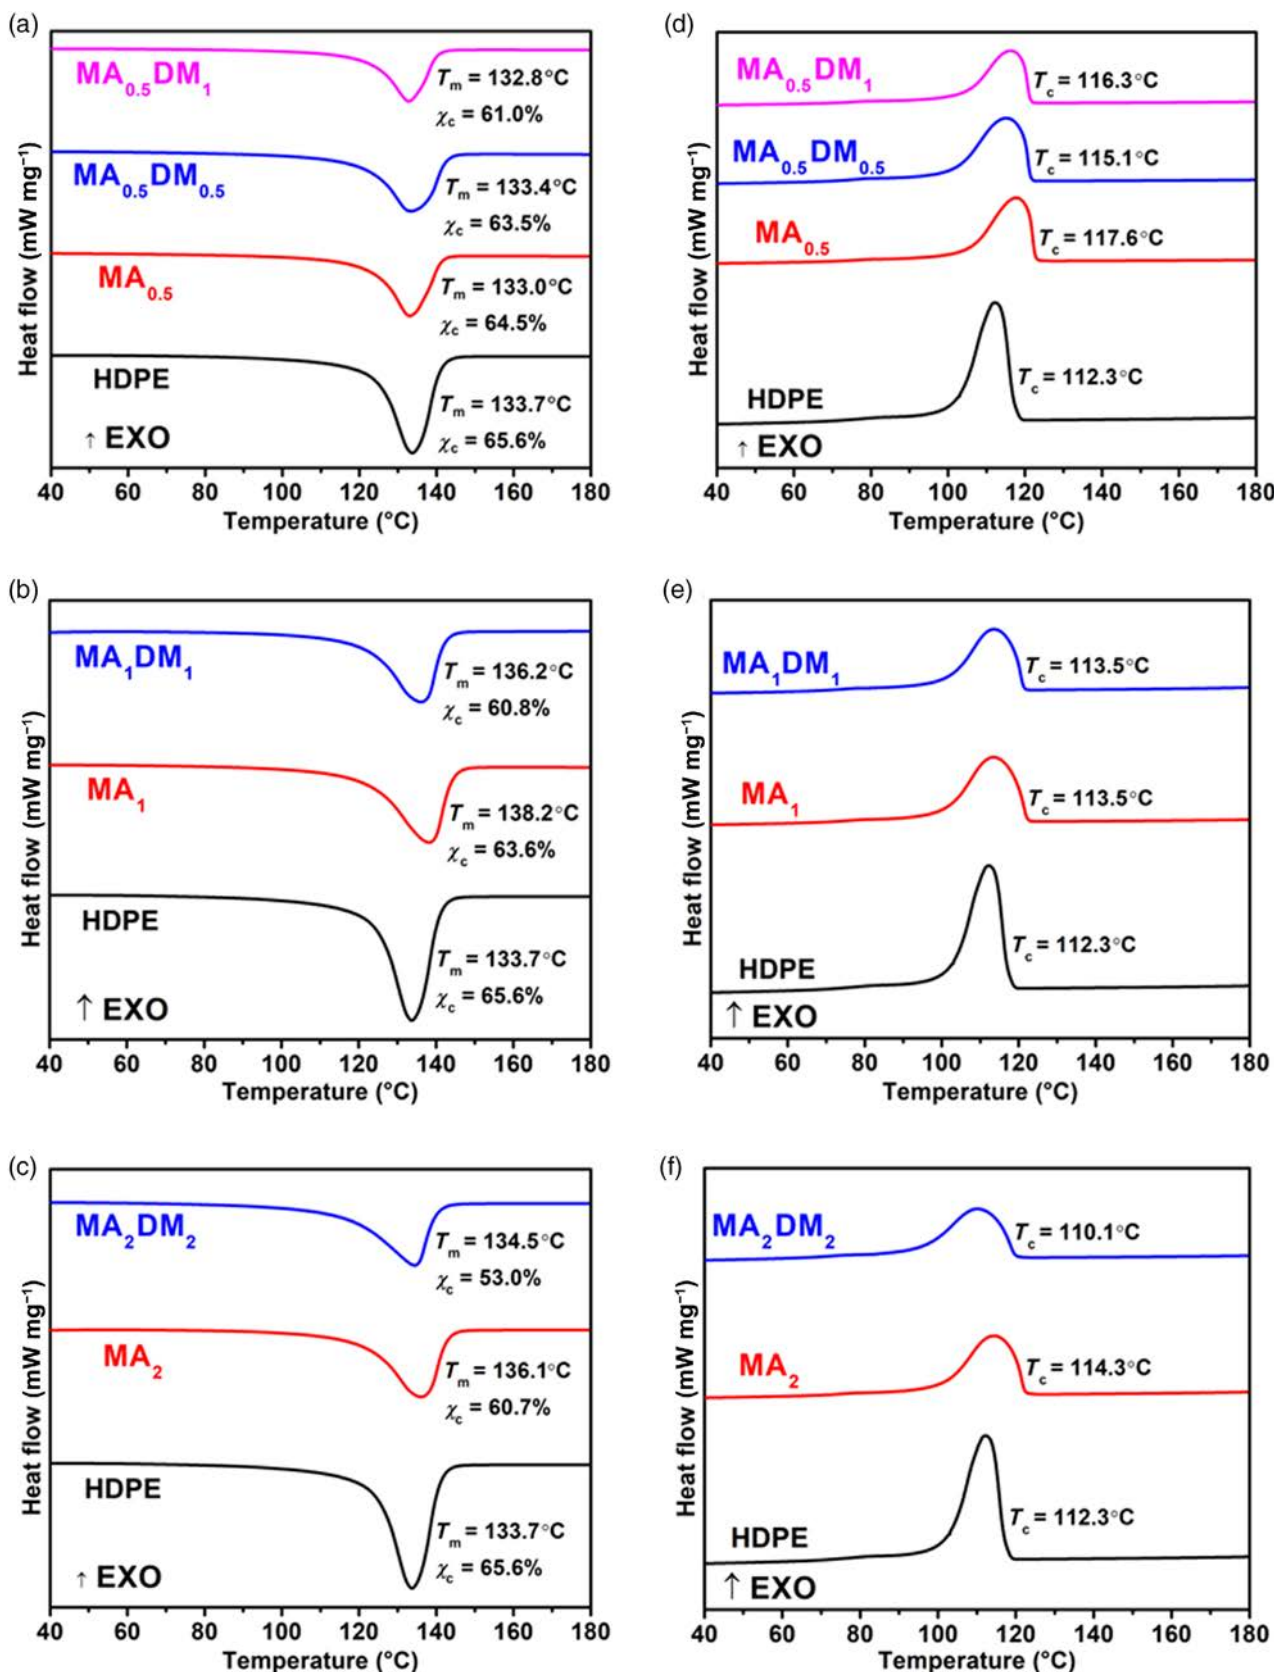 (a)
MA0.5DM1
Tm = 132.8°C
χc = 61.0%
MA0.5DM0.5
Tm = 133.4°C
χc = 63.5%
MA0.5
Tm = 133.0°C
χc = 64.5%
HDPE
Tm = 133.7°C
χc = 65.6%
↑ EXO
Heat flow (mW mg⁻¹)
40 60 80 100 120 140 160 180
Temperature (°C)
(d)
MA0.5DM1
Tc = 116.3°C
MA0.5DM0.5
Tc = 115.1°C
MA0.5
Tc = 117.6°C
HDPE
Tc = 112.3°C
↑ EXO
Heat flow (mW mg⁻¹)
40 60 80 100 120 140 160 180
Temperature (°C)
(b)
MA1DM1
Tm = 136.2°C
χc = 60.8%
MA1
Tm = 138.2°C
χc = 63.6%
HDPE
Tm = 133.7°C
χc = 65.6%
↑ EXO
Heat flow (mW mg⁻¹)
40 60 80 100 120 140 160 180
Temperature (°C)
(e)
MA1DM1
Tc = 113.5°C
MA1
Tc = 113.5°C
HDPE
Tc = 112.3°C
↑ EXO
Heat flow (mW mg⁻¹)
40 60 80 100 120 140 160 180
Temperature (°C)
(c)
MA2DM2
Tm = 134.5°C
χc = 53.0%
MA2
Tm = 136.1°C
χc = 60.7%
HDPE
Tm = 133.7°C
χc = 65.6%
↑ EXO
Heat flow (mW mg⁻¹)
40 60 80 100 120 140 160 180
Temperature (°C)
(f)
MA2DM2
Tc = 110.1°C
MA2
Tc = 114.3°C
HDPE
Tc = 112.3°C
↑ EXO
Heat flow (mW mg⁻¹)
40 60 80 100 120 140 160 180
Temperature (°C)